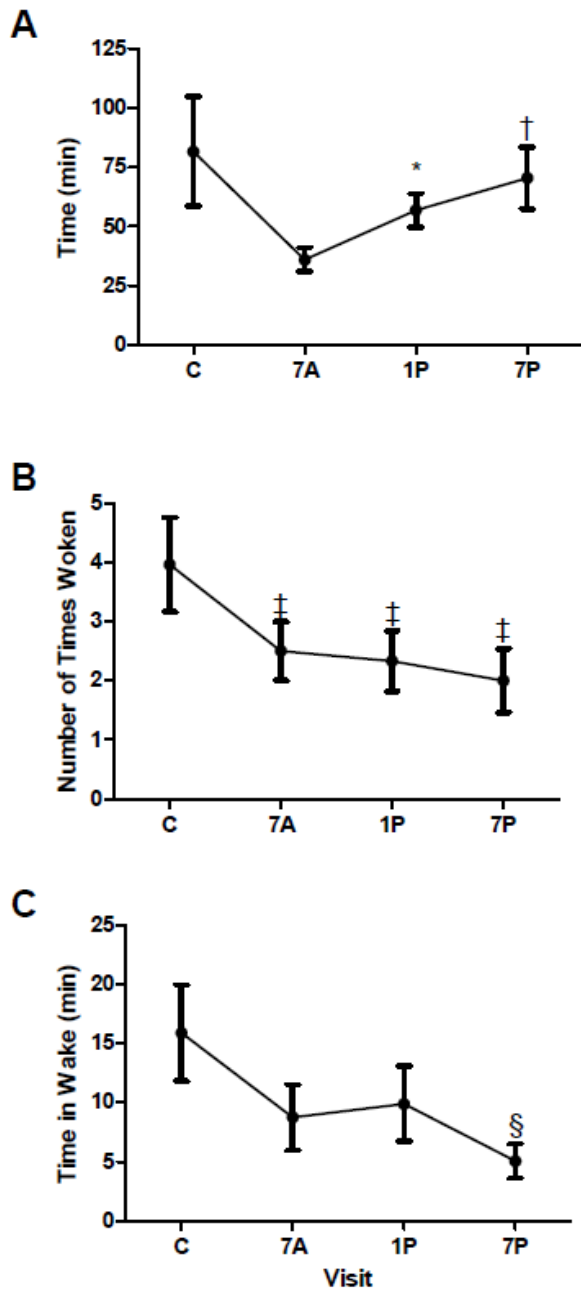 A
Time (min)
125
100
75
50
25
0
*
†
C 7A 1P 7P
B
Number of Times Woken
5
4
3
2
1
0
‡ ‡ ‡
C 7A 1P 7P
C
Time in Wake (min)
25
20
15
10
5
0
§
C 7A 1P 7P
Visit